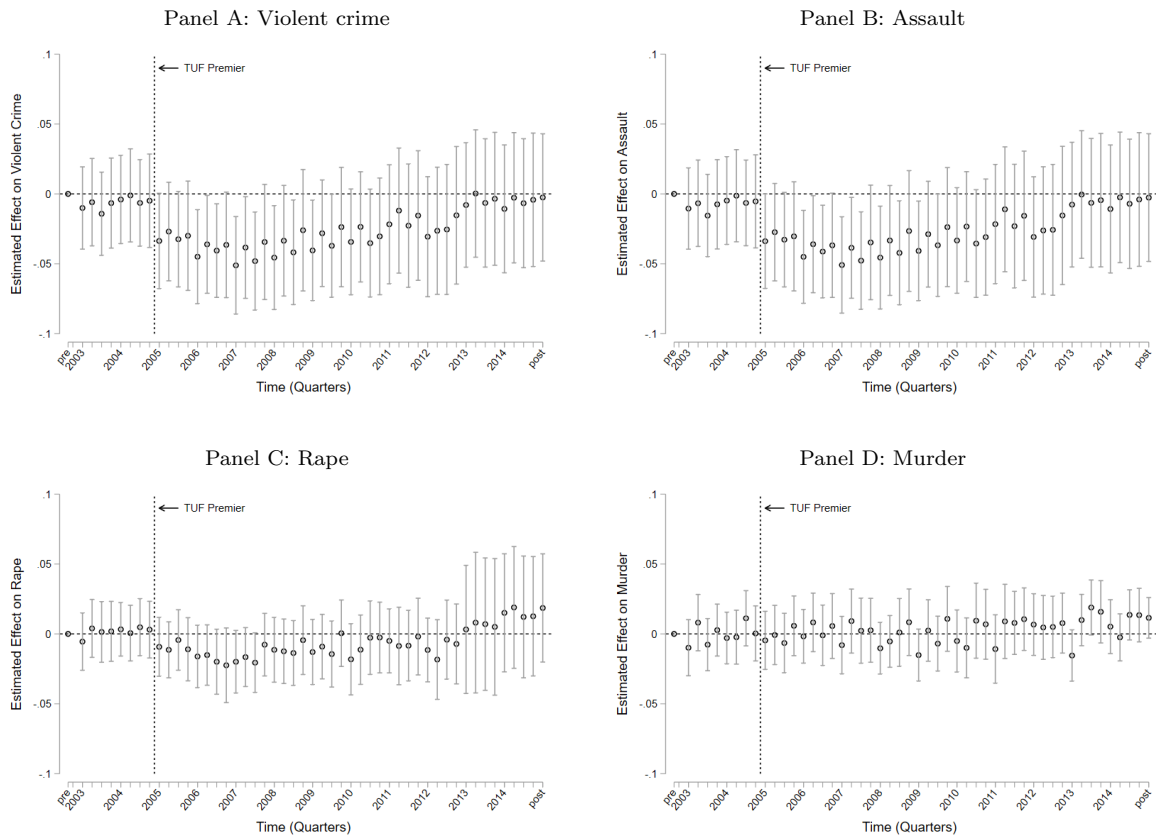 Panel A: Violent crime
.1
.05
0
-.05
-.1
Estimated Effect on Violent Crime
TUF Premier
pre
2003
2004
2005
2006
2007
2008
2009
2010
2011
2012
2013
2014
post
Time (Quarters)
Panel B: Assault
.1
.05
0
-.05
-.1
Estimated Effect on Assault
TUF Premier
pre
2003
2004
2005
2006
2007
2008
2009
2010
2011
2012
2013
2014
post
Time (Quarters)
Panel C: Rape
.1
.05
0
-.05
-.1
Estimated Effect on Rape
TUF Premier
pre
2003
2004
2005
2006
2007
2008
2009
2010
2011
2012
2013
2014
post
Time (Quarters)
Panel D: Murder
.1
.05
0
-.05
-.1
Estimated Effect on Murder
TUF Premier
pre
2003
2004
2005
2006
2007
2008
2009
2010
2011
2012
2013
2014
post
Time (Quarters)